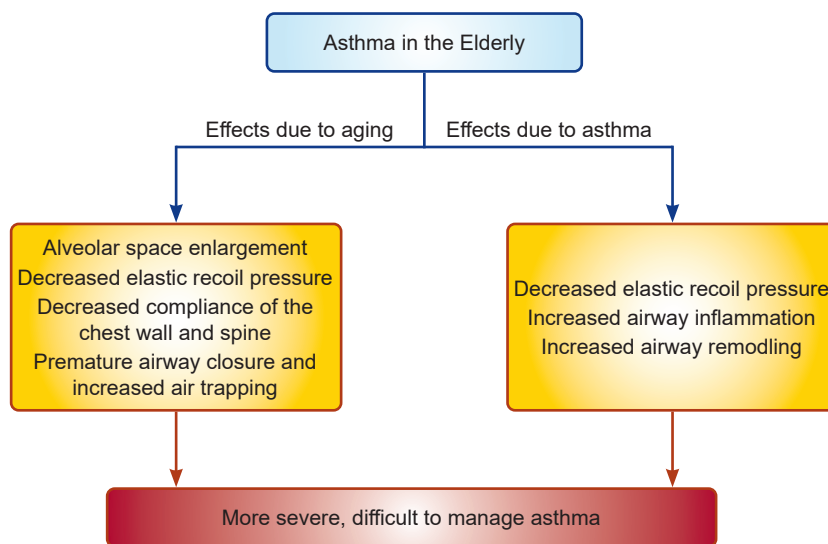 Asthma in the Elderly
Effects due to aging
Effects due to asthma
Alveolar space enlargement
Decreased elastic recoil pressure
Decreased compliance of the
chest wall and spine
Premature airway closure and
increased air trapping
Decreased elastic recoil pressure
Increased airway inflammation
Increased airway remodling
More severe, difficult to manage asthma